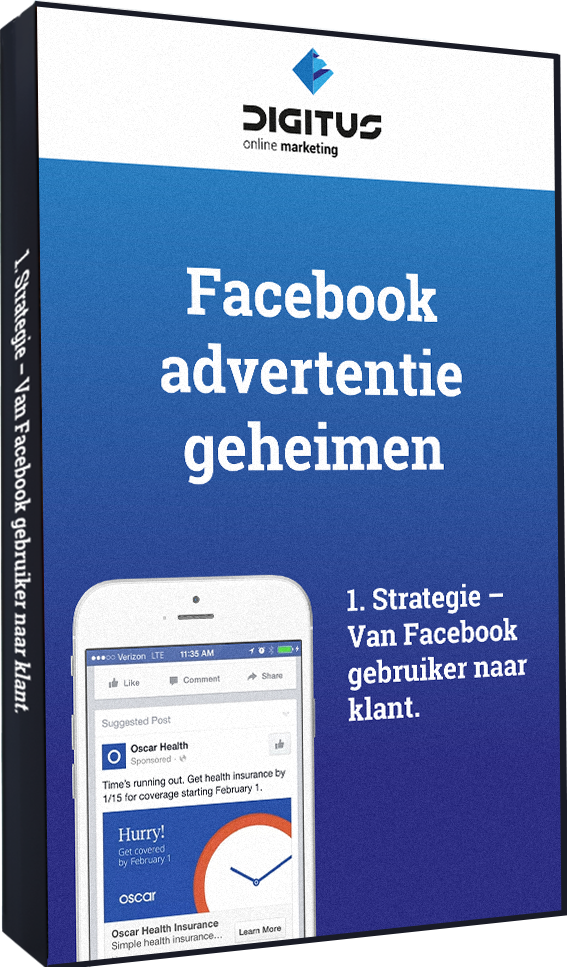 DIGITUS
online marketing
Facebook
advertentie
geheimen
1. Strategie –
Van Facebook
gebruiker naar
klant.
1. Strategie – Van Facebook gebruiker naar klant.
Verizon LTE 11:35 AM
Like Comment Share
Suggested Post
Oscar Health
Sponsored ·
Time's running out. Get health insurance by
1/15 for coverage starting February 1.
Hurry!
Get covered
by February 1
oscar
Oscar Health Insurance
Simple health insurance...
Learn More